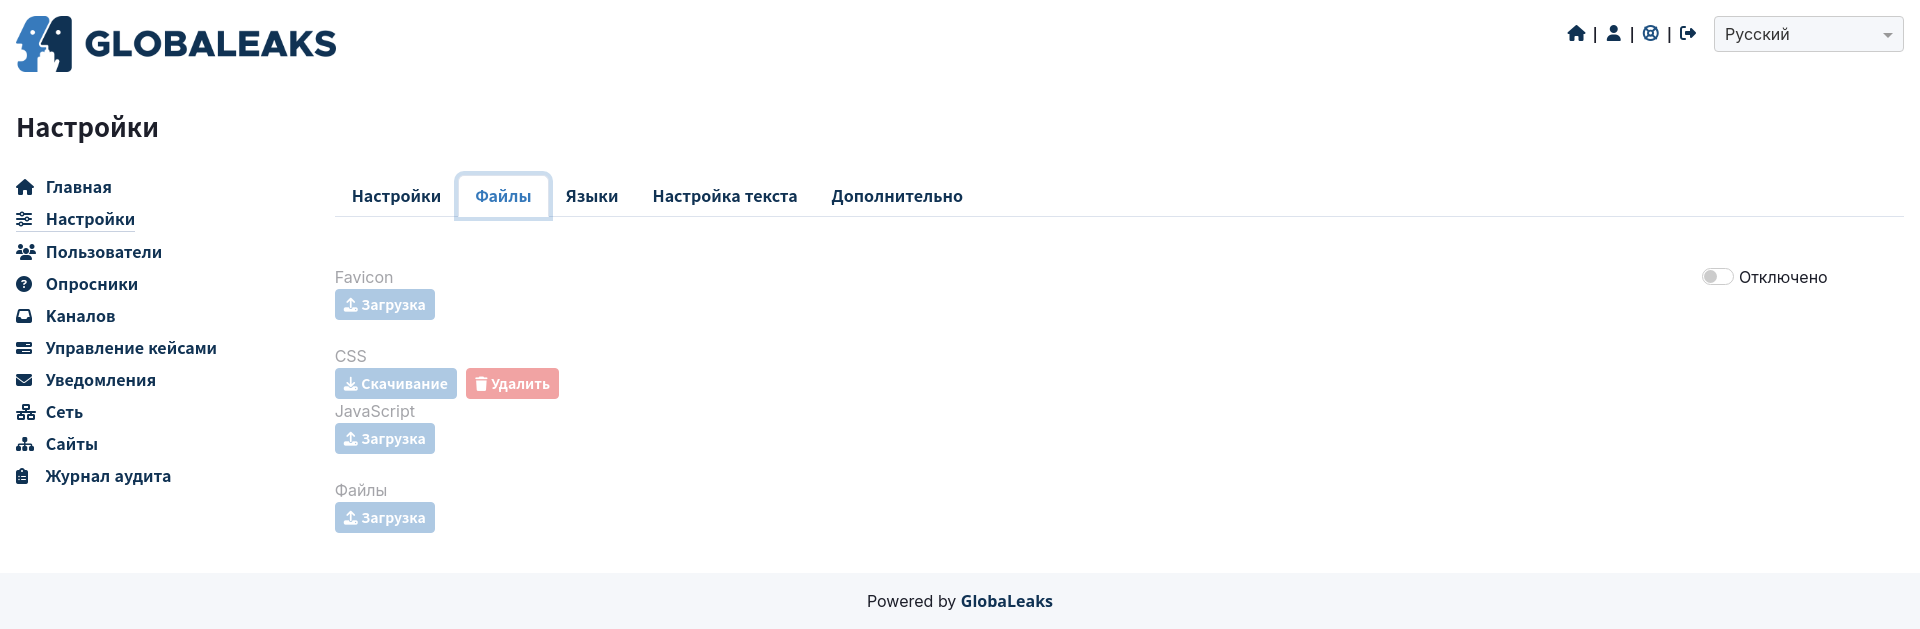 GLOBALEAKS
| | |
Русский
Настройки
Главная
Настройки
Пользователи
Опросники
Каналов
Управление кейсами
Уведомления
Сеть
Сайты
Журнал аудита
Настройки Файлы Языки Настройка текста Дополнительно
Favicon
Загрузка
Отключено
CSS
Скачивание Удалить
JavaScript
Загрузка
Файлы
Загрузка
Powered by GlobaLeaks